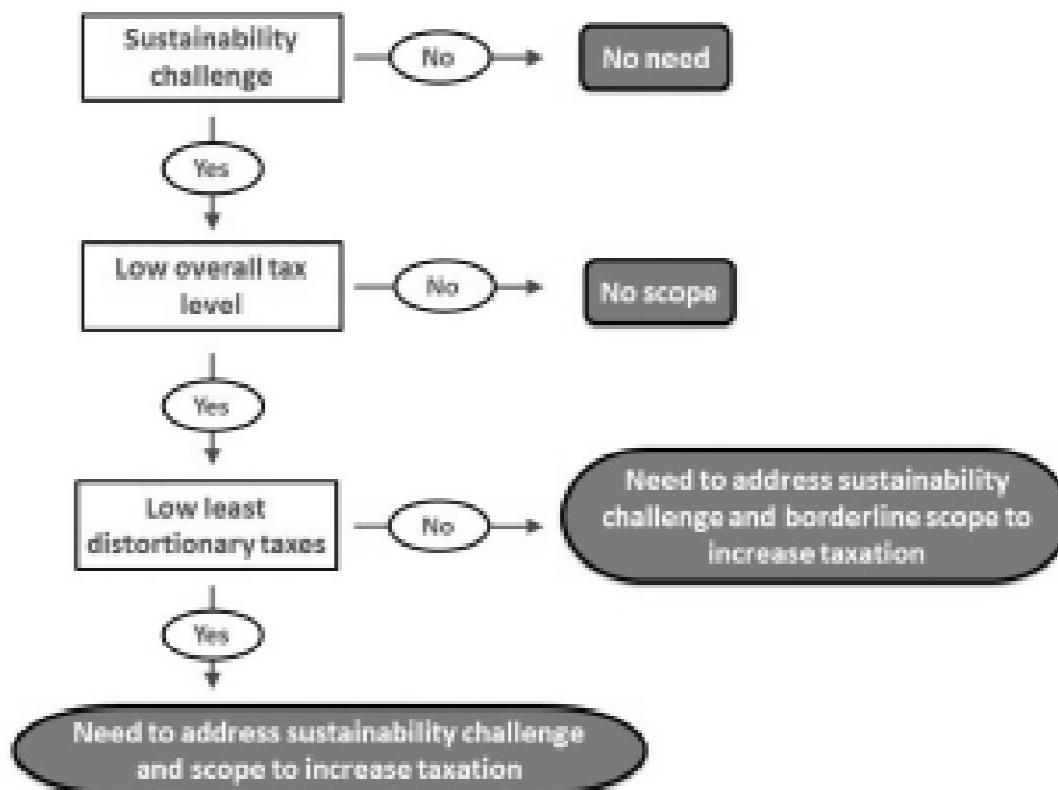 Sustainability
challenge
No
No need
Yes
Low overall tax
level
No
No scope
Yes
Low least
distortionary taxes
No
Need to address sustainability
challenge and borderline scope to
increase taxation
Yes
Need to address sustainability challenge
and scope to increase taxation